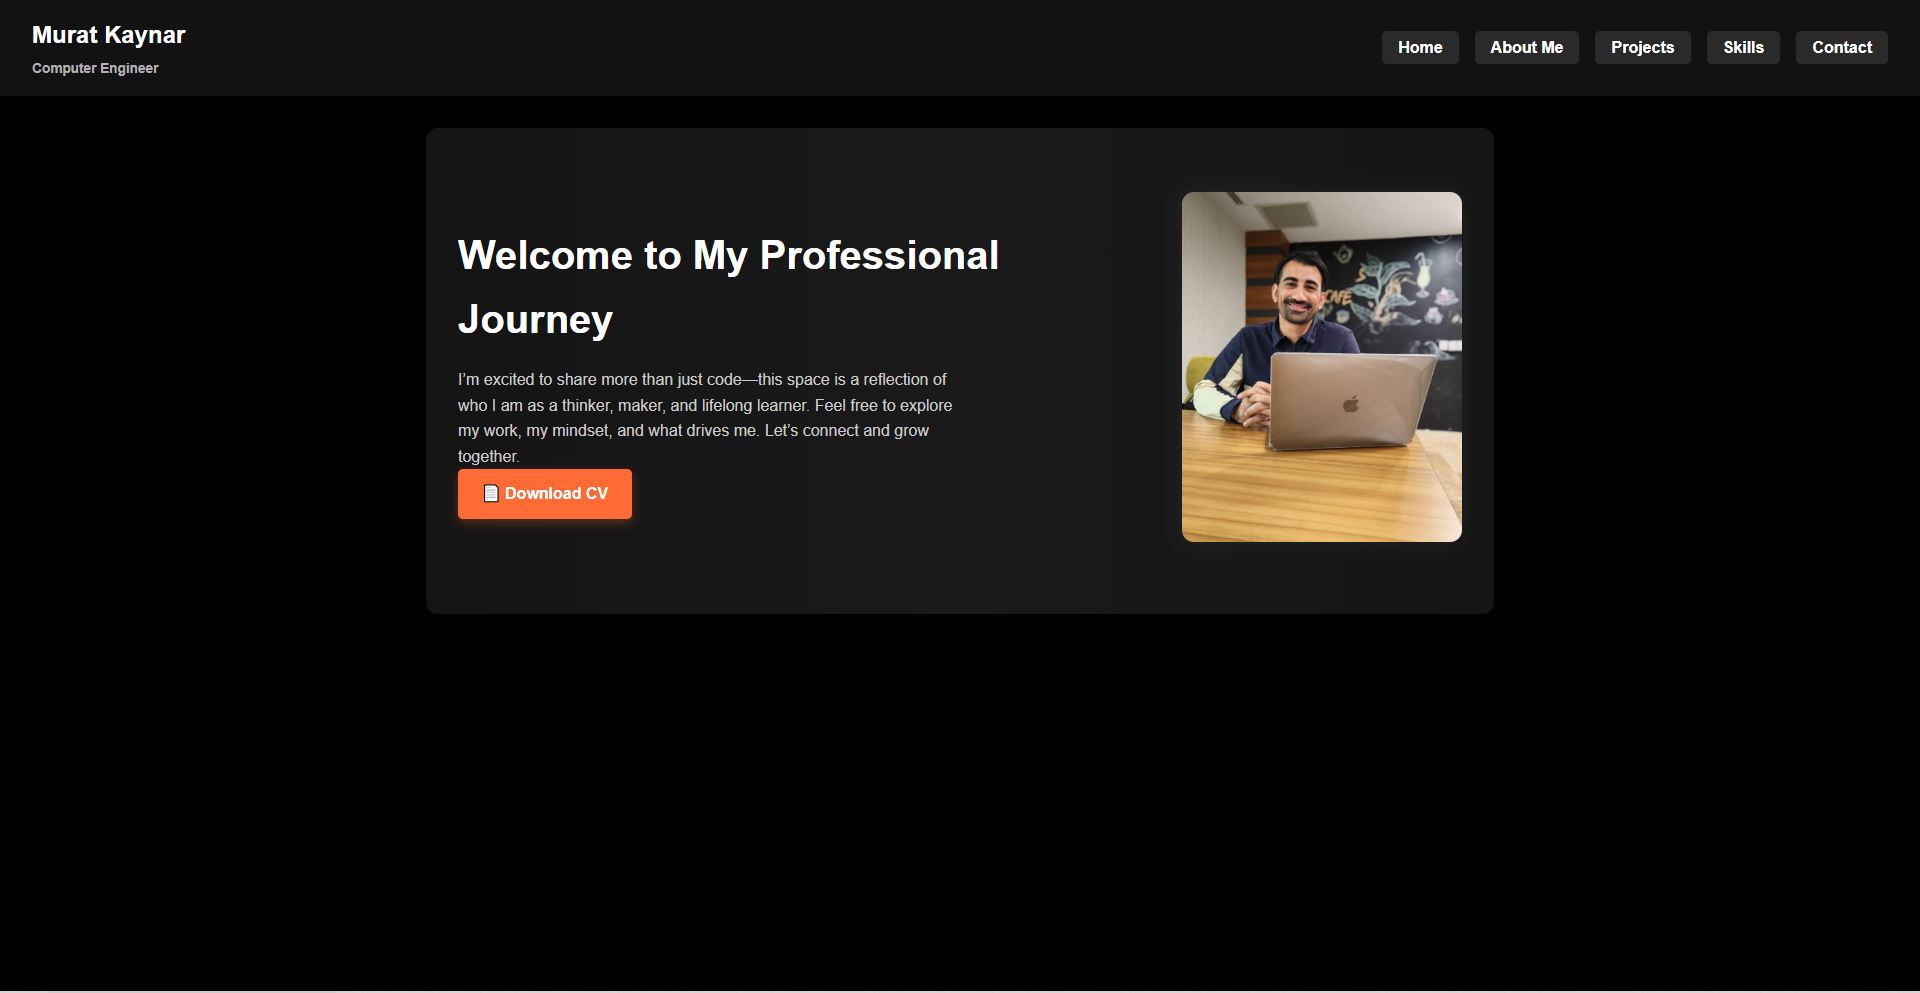 Murat Kaynar
Computer Engineer
Home
About Me
Projects
Skills
Contact
Welcome to My Professional
Journey
I’m excited to share more than just code—this space is a reflection of
who I am as a thinker, maker, and lifelong learner. Feel free to explore
my work, my mindset, and what drives me. Let’s connect and grow
together.
Download CV